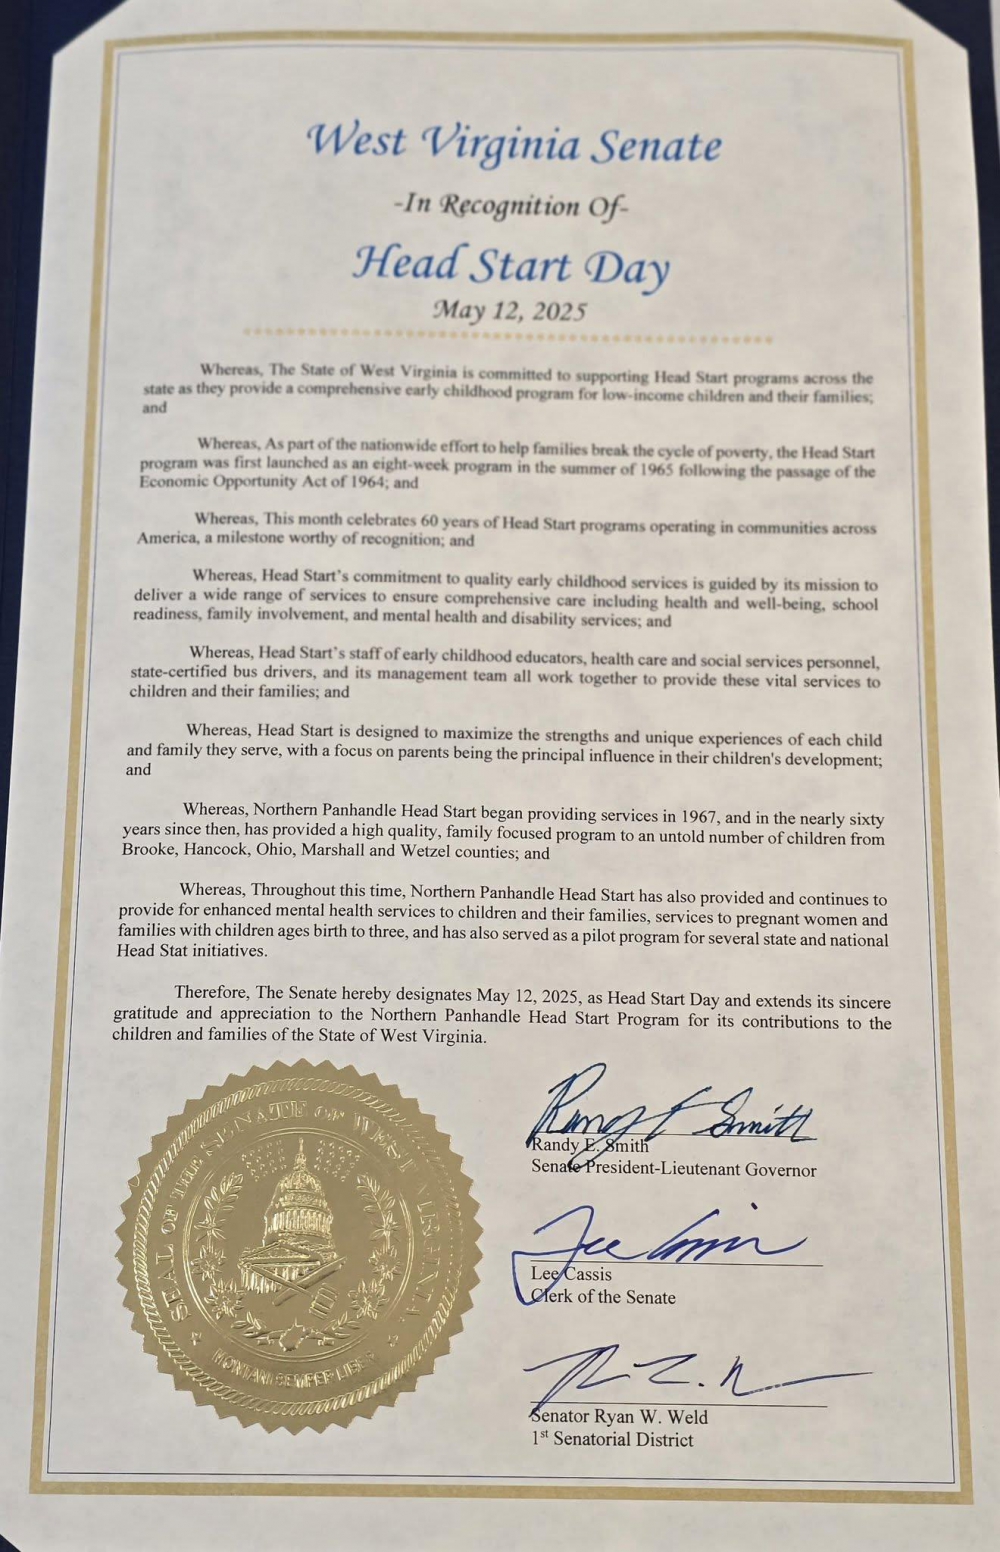 West Virginia Senate
-In Recognition Of-
Head Start Day
May 12, 2025
Whereas, The State of West Virginia is committed to supporting Head Start programs across the
state as they provide a comprehensive early childhood program for low-income children and their families;
and
Whereas, As part of the nationwide effort to help families break the cycle of poverty, the Head Start
program was first launched as an eight-week program in the summer of 1965 following the passage of the
Economic Opportunity Act of 1964; and
Whereas, This month celebrates 60 years of Head Start programs operating in communities across
America, a milestone worthy of recognition; and
Whereas, Head Start's commitment to quality early childhood services is guided by its mission to
deliver a wide range of services to ensure comprehensive care including health and well-being, school
readiness, family involvement, and mental health and disability services; and
Whereas, Head Start's staff of early childhood educators, health care and social services personnel,
state-certified bus drivers, and its management team all work together to provide these vital services to
children and their families; and
Whereas, Head Start is designed to maximize the strengths and unique experiences of each child
and family they serve, with a focus on parents being the principal influence in their children's development;
and
Whereas, Northern Panhandle Head Start began providing services in 1967, and in the nearly sixty
years since then, has provided a high quality, family focused program to an untold number of children from
Brooke, Hancock, Ohio, Marshall and Wetzel counties; and
Whereas, Throughout this time, Northern Panhandle Head Start has also provided and continues to
provide for enhanced mental health services to children and their families, services to pregnant women and
families with children ages birth to three, and has also served as a pilot program for several state and national
Head Stat initiatives.
Therefore, The Senate hereby designates May 12, 2025, as Head Start Day and extends its sincere
gratitude and appreciation to the Northern Panhandle Head Start Program for its contributions to the
children and families of the State of West Virginia.
SEAL OF THE SENATE OF WEST VIRGINIA
MONTANI SEMPER LIBERI
Randy E. Smith
Randy E. Smith
Senate President-Lieutenant Governor
Lee Cassis
Lee Cassis
Clerk of the Senate
Senator Ryan W. Weld
1st Senatorial District